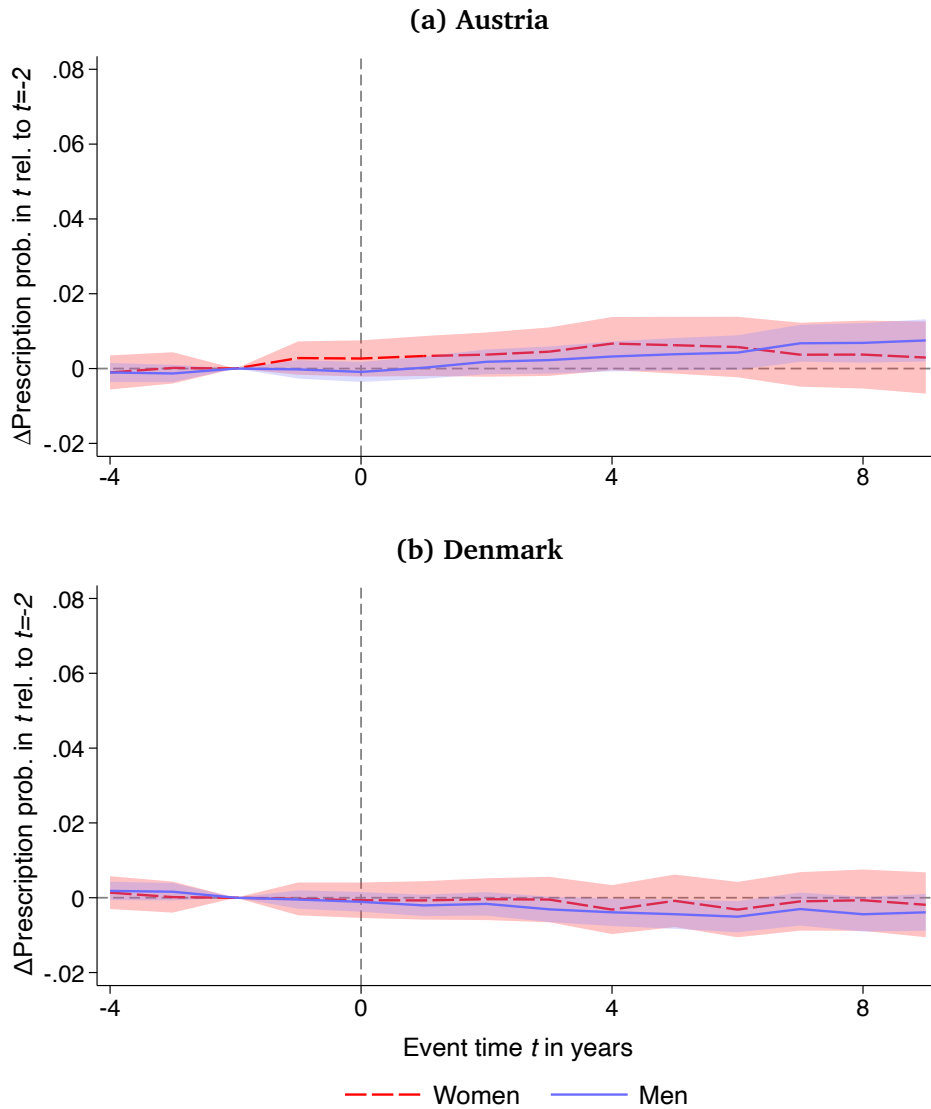 (a) Austria
ΔPrescription prob. in t rel. to t=-2
.08
.06
.04
.02
0
-.02
-4 0 4 8
(b) Denmark
ΔPrescription prob. in t rel. to t=-2
.08
.06
.04
.02
0
-.02
-4 0 4 8
Event time t in years
Women Men